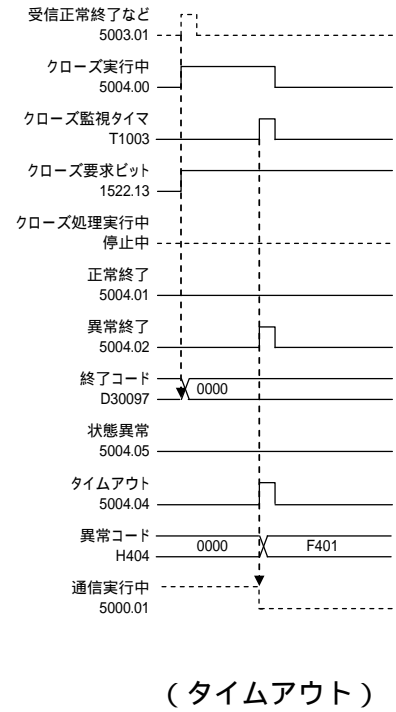 受信正常終了など
5003.01
クローズ実行中
5004.00
クローズ監視タイマ
T1003
クローズ要求ビット
1522.13
クローズ処理実行中
停止中
正常終了
5004.01
異常終了
5004.02
終了コード
D30097
0000
状態異常
5004.05
タイムアウト
5004.04
異常コード
H404
0000
F401
通信実行中
5000.01
(タイムアウト)